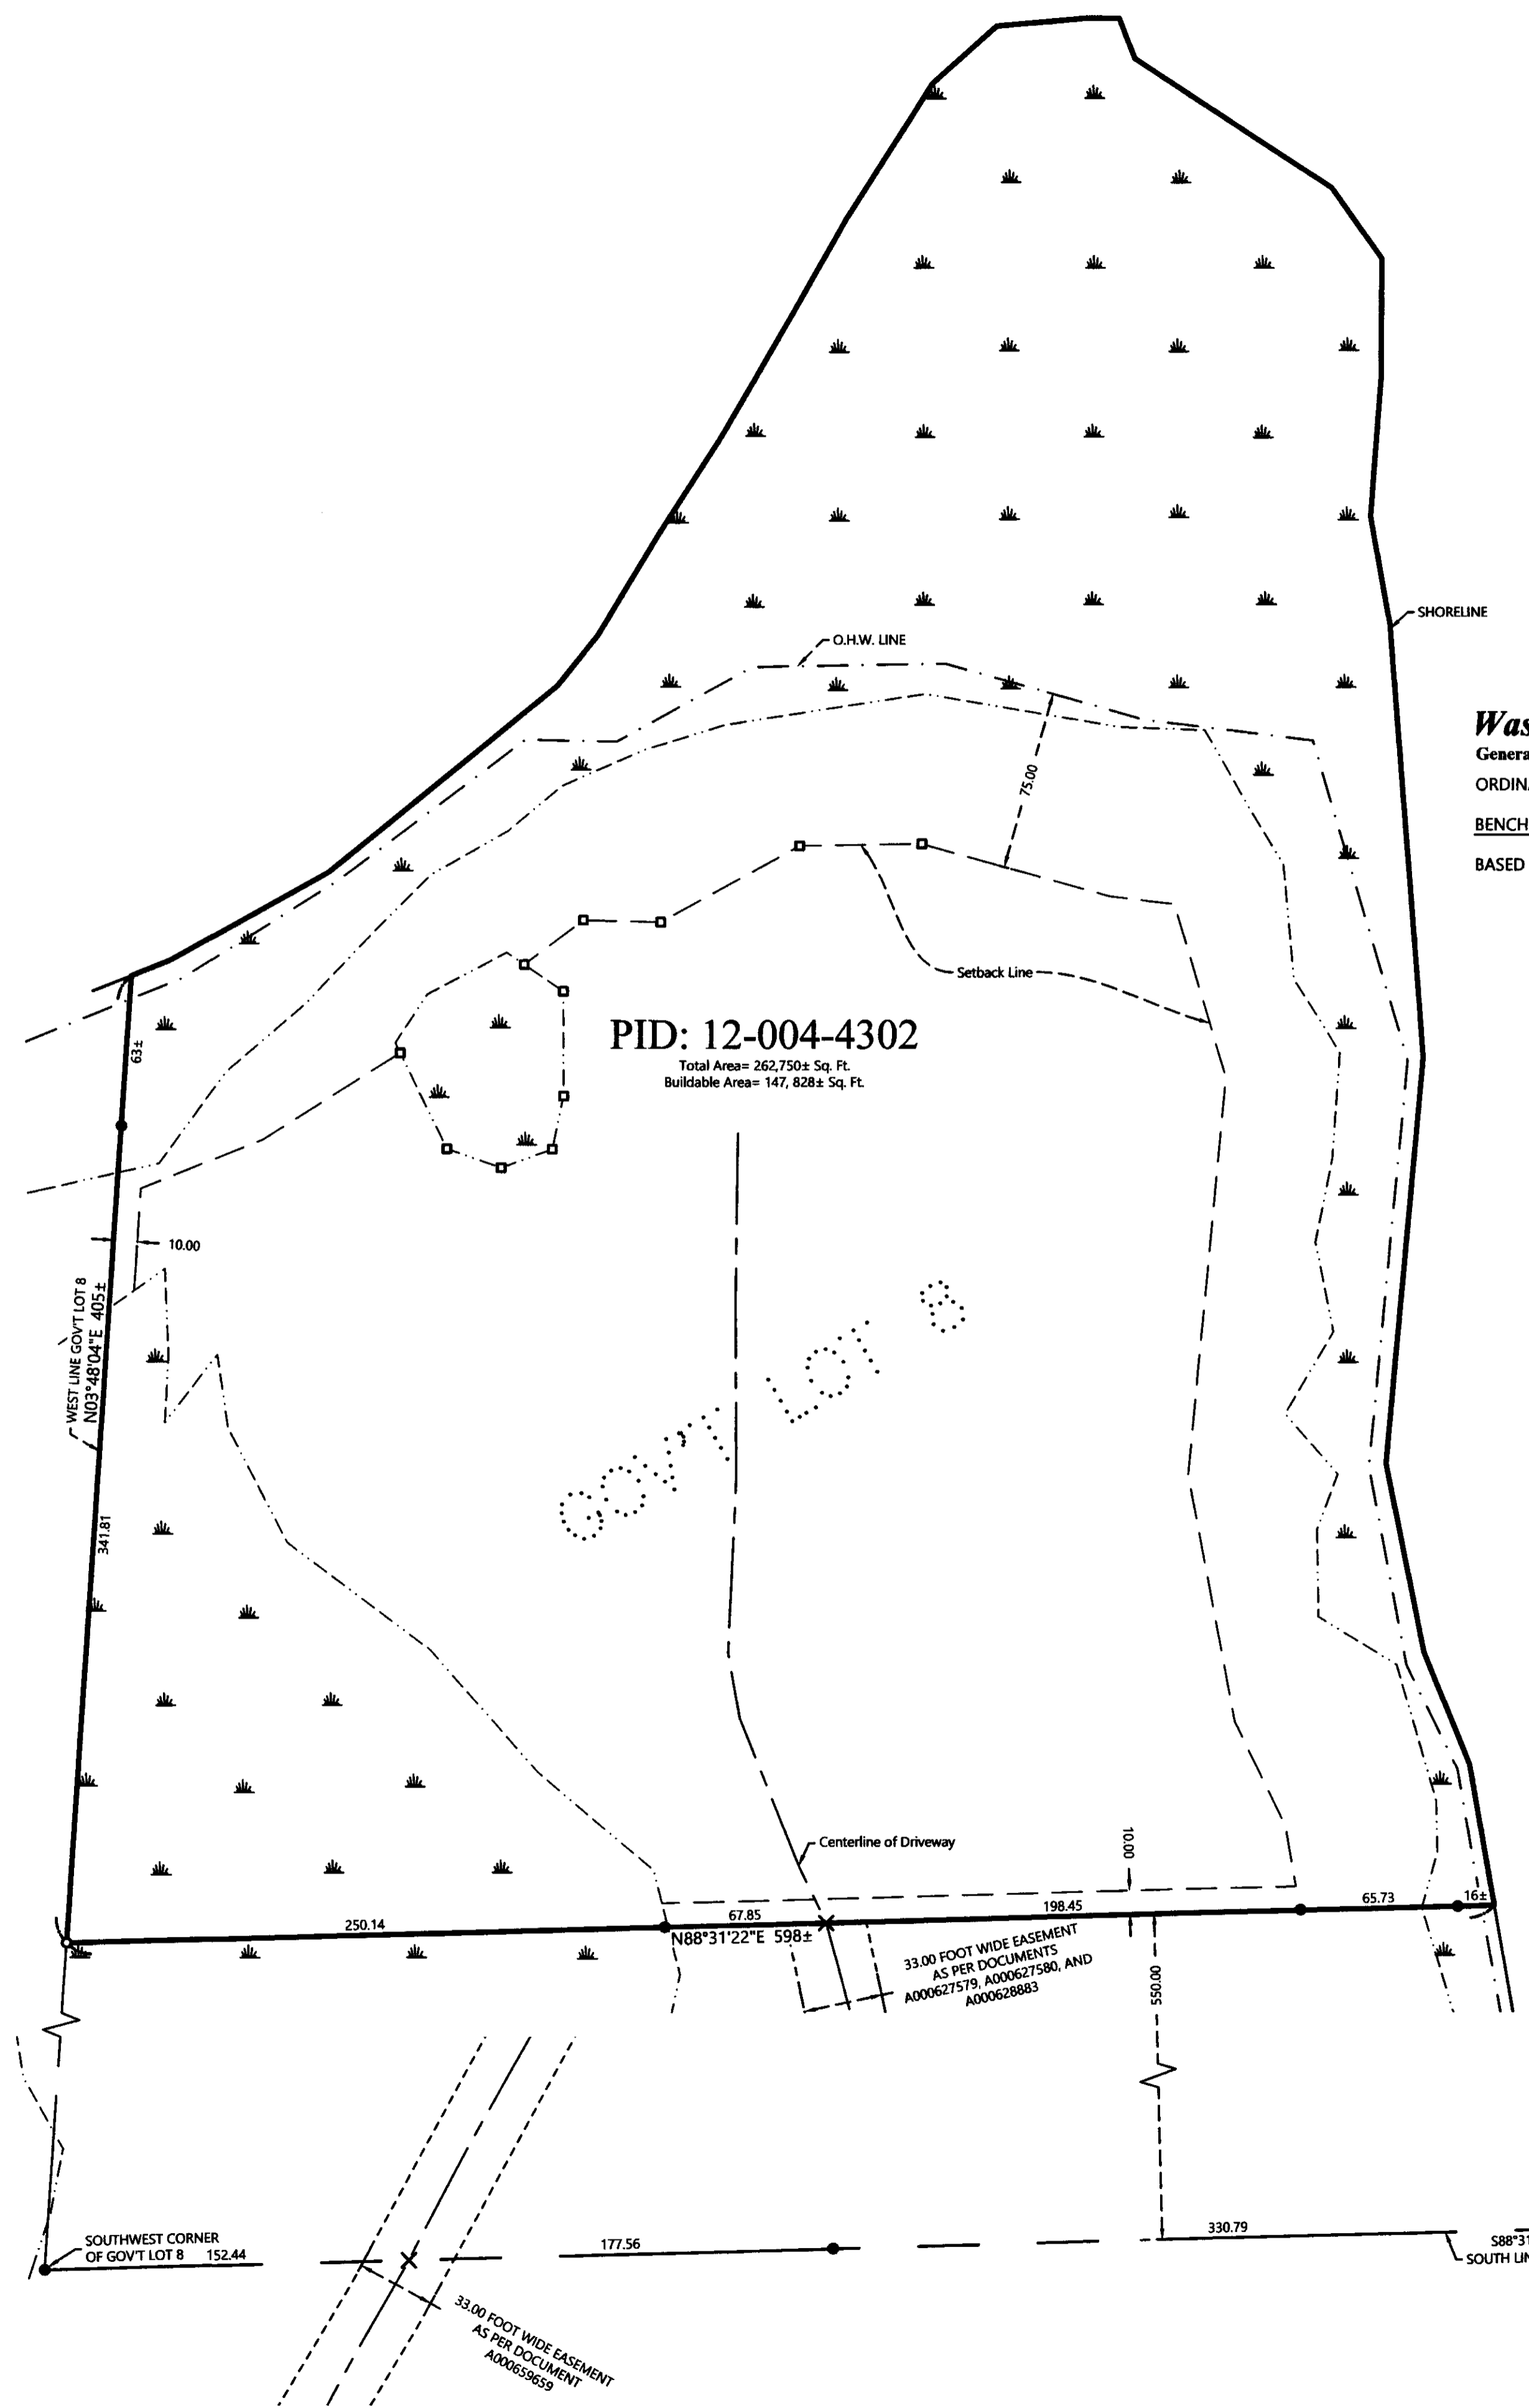 O.H.W. LINE
SHORELINE
Was
Genera
ORDINA
BENCH
BASED
75.00
Setback Line
PID: 12-004-4302
Total Area= 262,750± Sq. Ft.
Buildable Area= 147, 828± Sq. Ft.
63±
10.00
WEST LINE GOV'T LOT 8
N03°48'04"E 405±
341.81
GOV'T LOT 8
Centerline of Driveway
10.00
250.14
67.85
198.45
65.73
16±
N88°31'22"E 598±
33.00 FOOT WIDE EASEMENT
AS PER DOCUMENTS
A000627579, A000627580, AND
A000628883
550.00
SOUTHWEST CORNER
OF GOV'T LOT 8 152.44
177.56
330.79
S88°31
SOUTH LIN
33.00 FOOT WIDE EASEMENT
AS PER DOCUMENT
A000659659